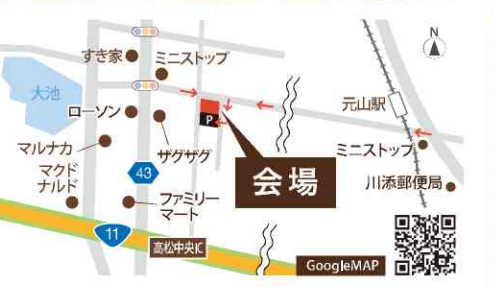 N
すき家
ミニストップ
大池
ローソン
P
元山駅
マルナカ
ザグザグ
ミニストップ
マクド
ナルド
43
会場
川添郵便局
ファミリー
マート
11
高松中央IC
GoogleMAP